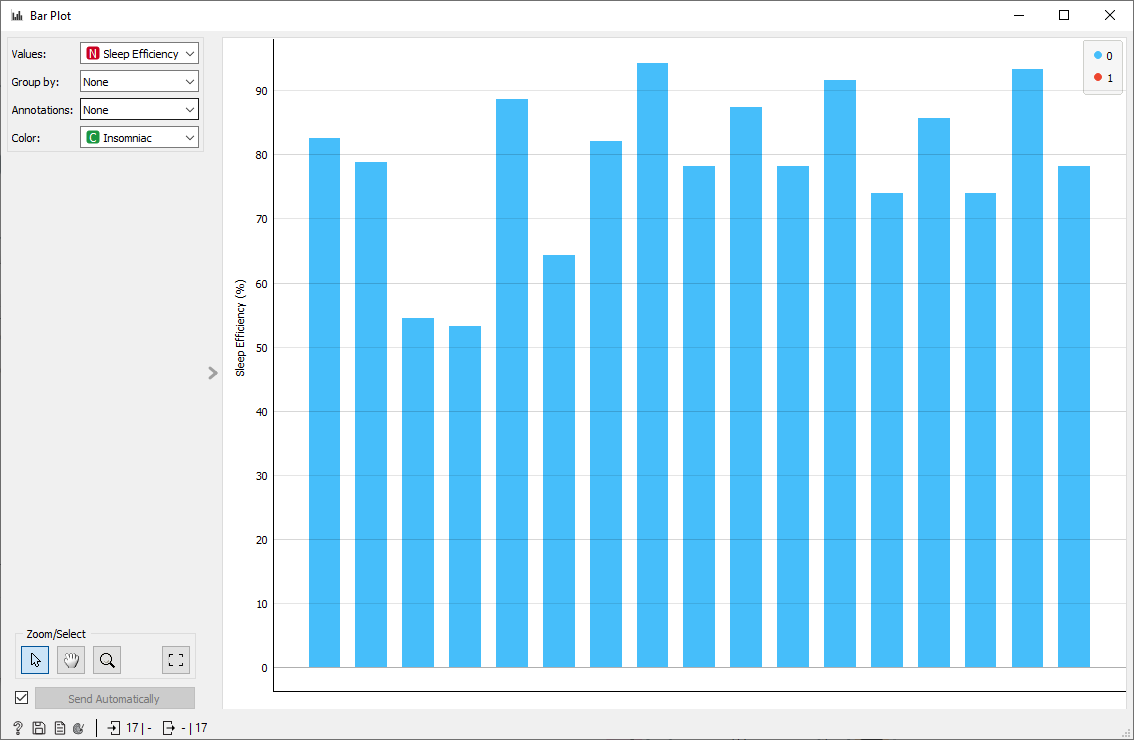 Bar Plot
Values: N Sleep Efficiency
Group by: None
Annotations: None
Color: C Insomniac
0
1
90
80
70
60
50
40
30
20
10
0
Sleep Efficiency (%)
Zoom/Select
Send Automatically
? 17 | - - | 17